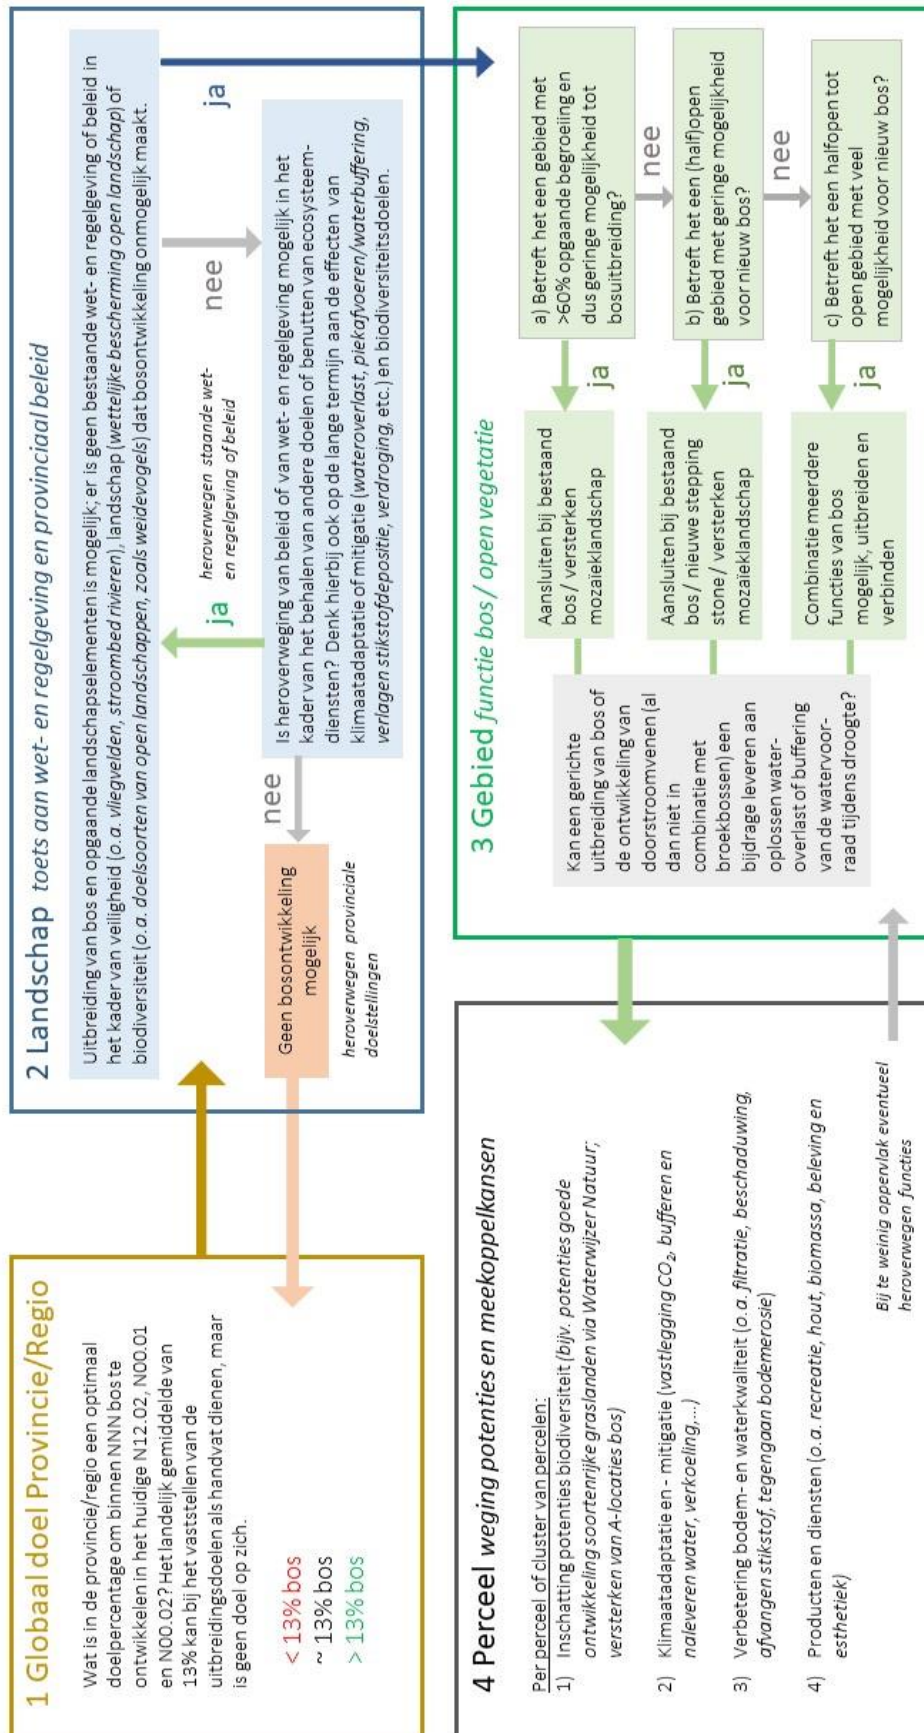 1 Globaal doel Provincie/Regio
Wat is in de provincie/regio een optimaal
doelpercentage om binnen NNN bos te
ontwikkelen in het huidige N12.02, N00.01
en N00.02? Het landelijk gemiddelde van
13% kan bij het vaststellen van de
uitbreidingsdoelen als handvat dienen, maar
is geen doel op zich.
< 13% bos
~ 13% bos
> 13% bos
2 Landschap toets aan wet- en regelgeving en provinciaal beleid
Uitbreiding van bos en opgaande landschapselementen is mogelijk; er is geen bestaande wet- en regelgeving of beleid in
het kader van veiligheid (o.a. vliegvelden, stroombed rivieren), landschap (wettelijke bescherming open landschap) of
biodiversiteit (o.a. doelsoorten van open landschappen, zoals weidevogels) dat bosontwikkeling onmogelijk maakt.
ja
nee
ja
heroverwegen staande wet-
en regelgeving of beleid
Is heroverweging van beleid of van wet- en regelgeving mogelijk in het
kader van het behalen van andere doelen of benutten van ecosysteem-
diensten? Denk hierbij ook op de lange termijn aan de effecten van
klimaatadaptatie of mitigatie (wateroverlast, piekafvoeren/waterbuffering,
verlagen stikstofdepositie, verdroging, etc.) en biodiversiteitsdoelen.
nee
Geen bosontwikkeling
mogelijk
heroverwegen provinciale
doelstellingen
3 Gebied functie bos / open vegetatie
a) Betreft het een gebied met
>60% opgaande begroeiing en
dus geringe mogelijkheid tot
bosuitbreiding?
nee
b) Betreft het een (half)open
gebied met geringe mogelijkheid
voor nieuw bos?
nee
c) Betreft het een halfopen tot
open gebied met veel
mogelijkheid voor nieuw bos?
ja
ja
ja
Aansluiten bij bestaand
bos / versterken
mozaïeklandschap
Aansluiten bij bestaand
bos / nieuwe stepping
stone / versterken
mozaïeklandschap
Combinatie meerdere
functies van bos
mogelijk, uitbreiden en
verbinden
Kan een gerichte
uitbreiding van bos of
de ontwikkeling van
doorstroomvenen (al
dan niet in
combinatie met
broekbossen) een
bijdrage leveren aan
oplossen water-
overlast of buffering
van de watervoor-
raad tijdens droogte?
4 Perceel weging potenties en meekoppelkansen
Per perceel of cluster van percelen:
1) Inschatting potenties biodiversiteit (bijv. potenties goede
ontwikkeling soortenrijke graslanden via Waterwijzer Natuur;
versterken van A-locaties bos)
2) Klimaatadaptatie en - mitigatie (vastlegging CO₂, bufferen en
naleveren water, verkoeling,...)
3) Verbetering bodem- en waterkwaliteit (o.a. filtratie, beschaduwing,
afvangen stikstof, tegengaan bodemerosie)
4) Producten en diensten (o.a. recreatie, hout, biomassa, beleving en
esthetiek)
Bij te weinig oppervlak eventueel
heroverwegen functies